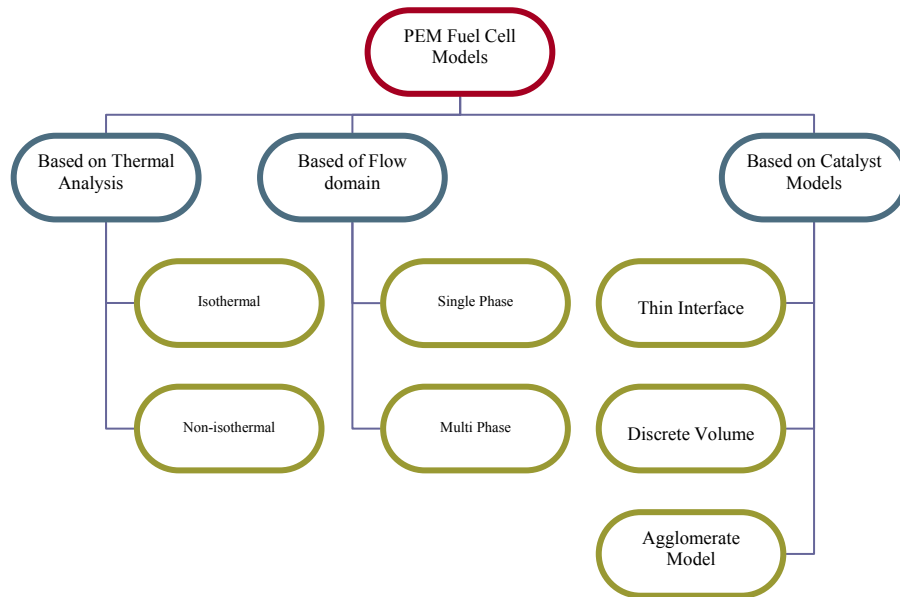 PEM Fuel Cell
Models
Based on Thermal
Analysis
Based of Flow
domain
Based on Catalyst
Models
Isothermal
Single Phase
Thin Interface
Non-isothermal
Multi Phase
Discrete Volume
Agglomerate
Model